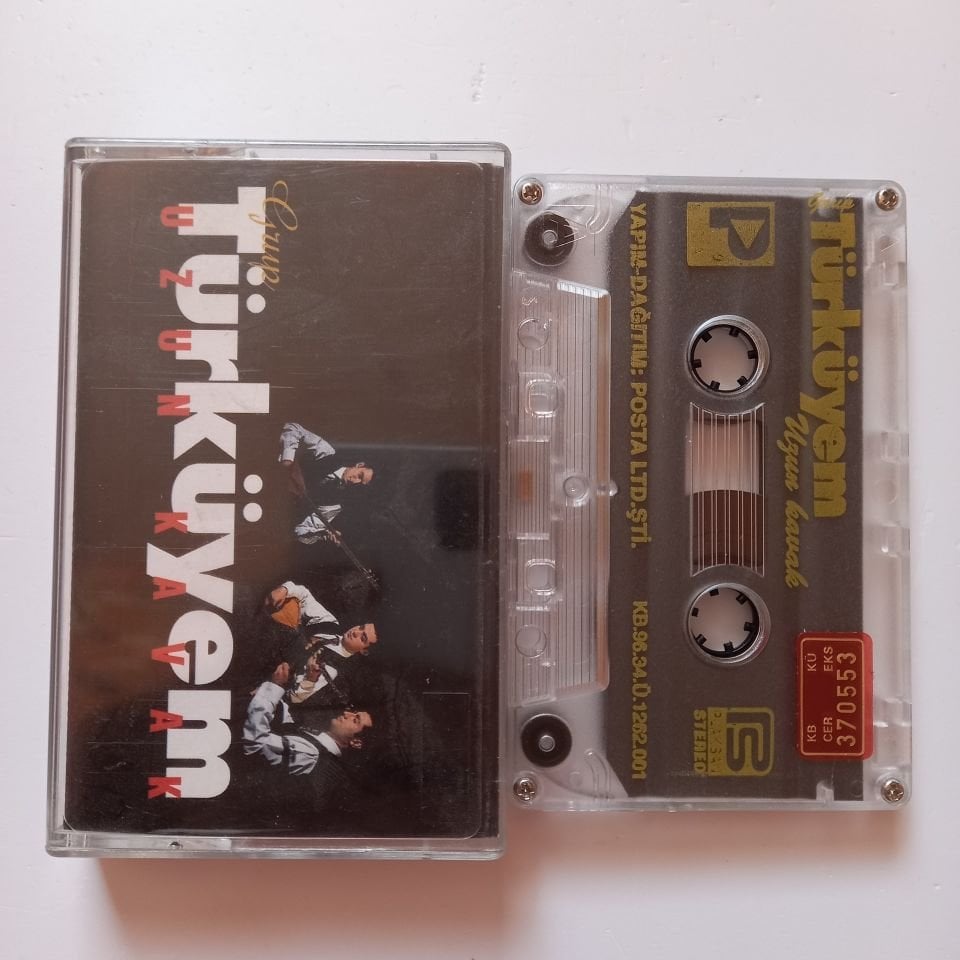 Grup
Türküyem
UZUN KAVAK
Türküyem
Uzun kavak
P
YAPIM-DAĞITIM: POSTA LTD.ŞTİ. KB.96.34.Ü.1262.001
STEREO
KB KÜ
CER EKS
370553